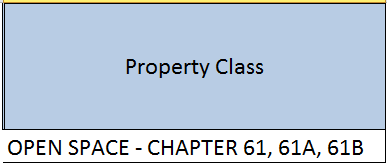 Property Class
OPEN SPACE - CHAPTER 61, 61A, 61B